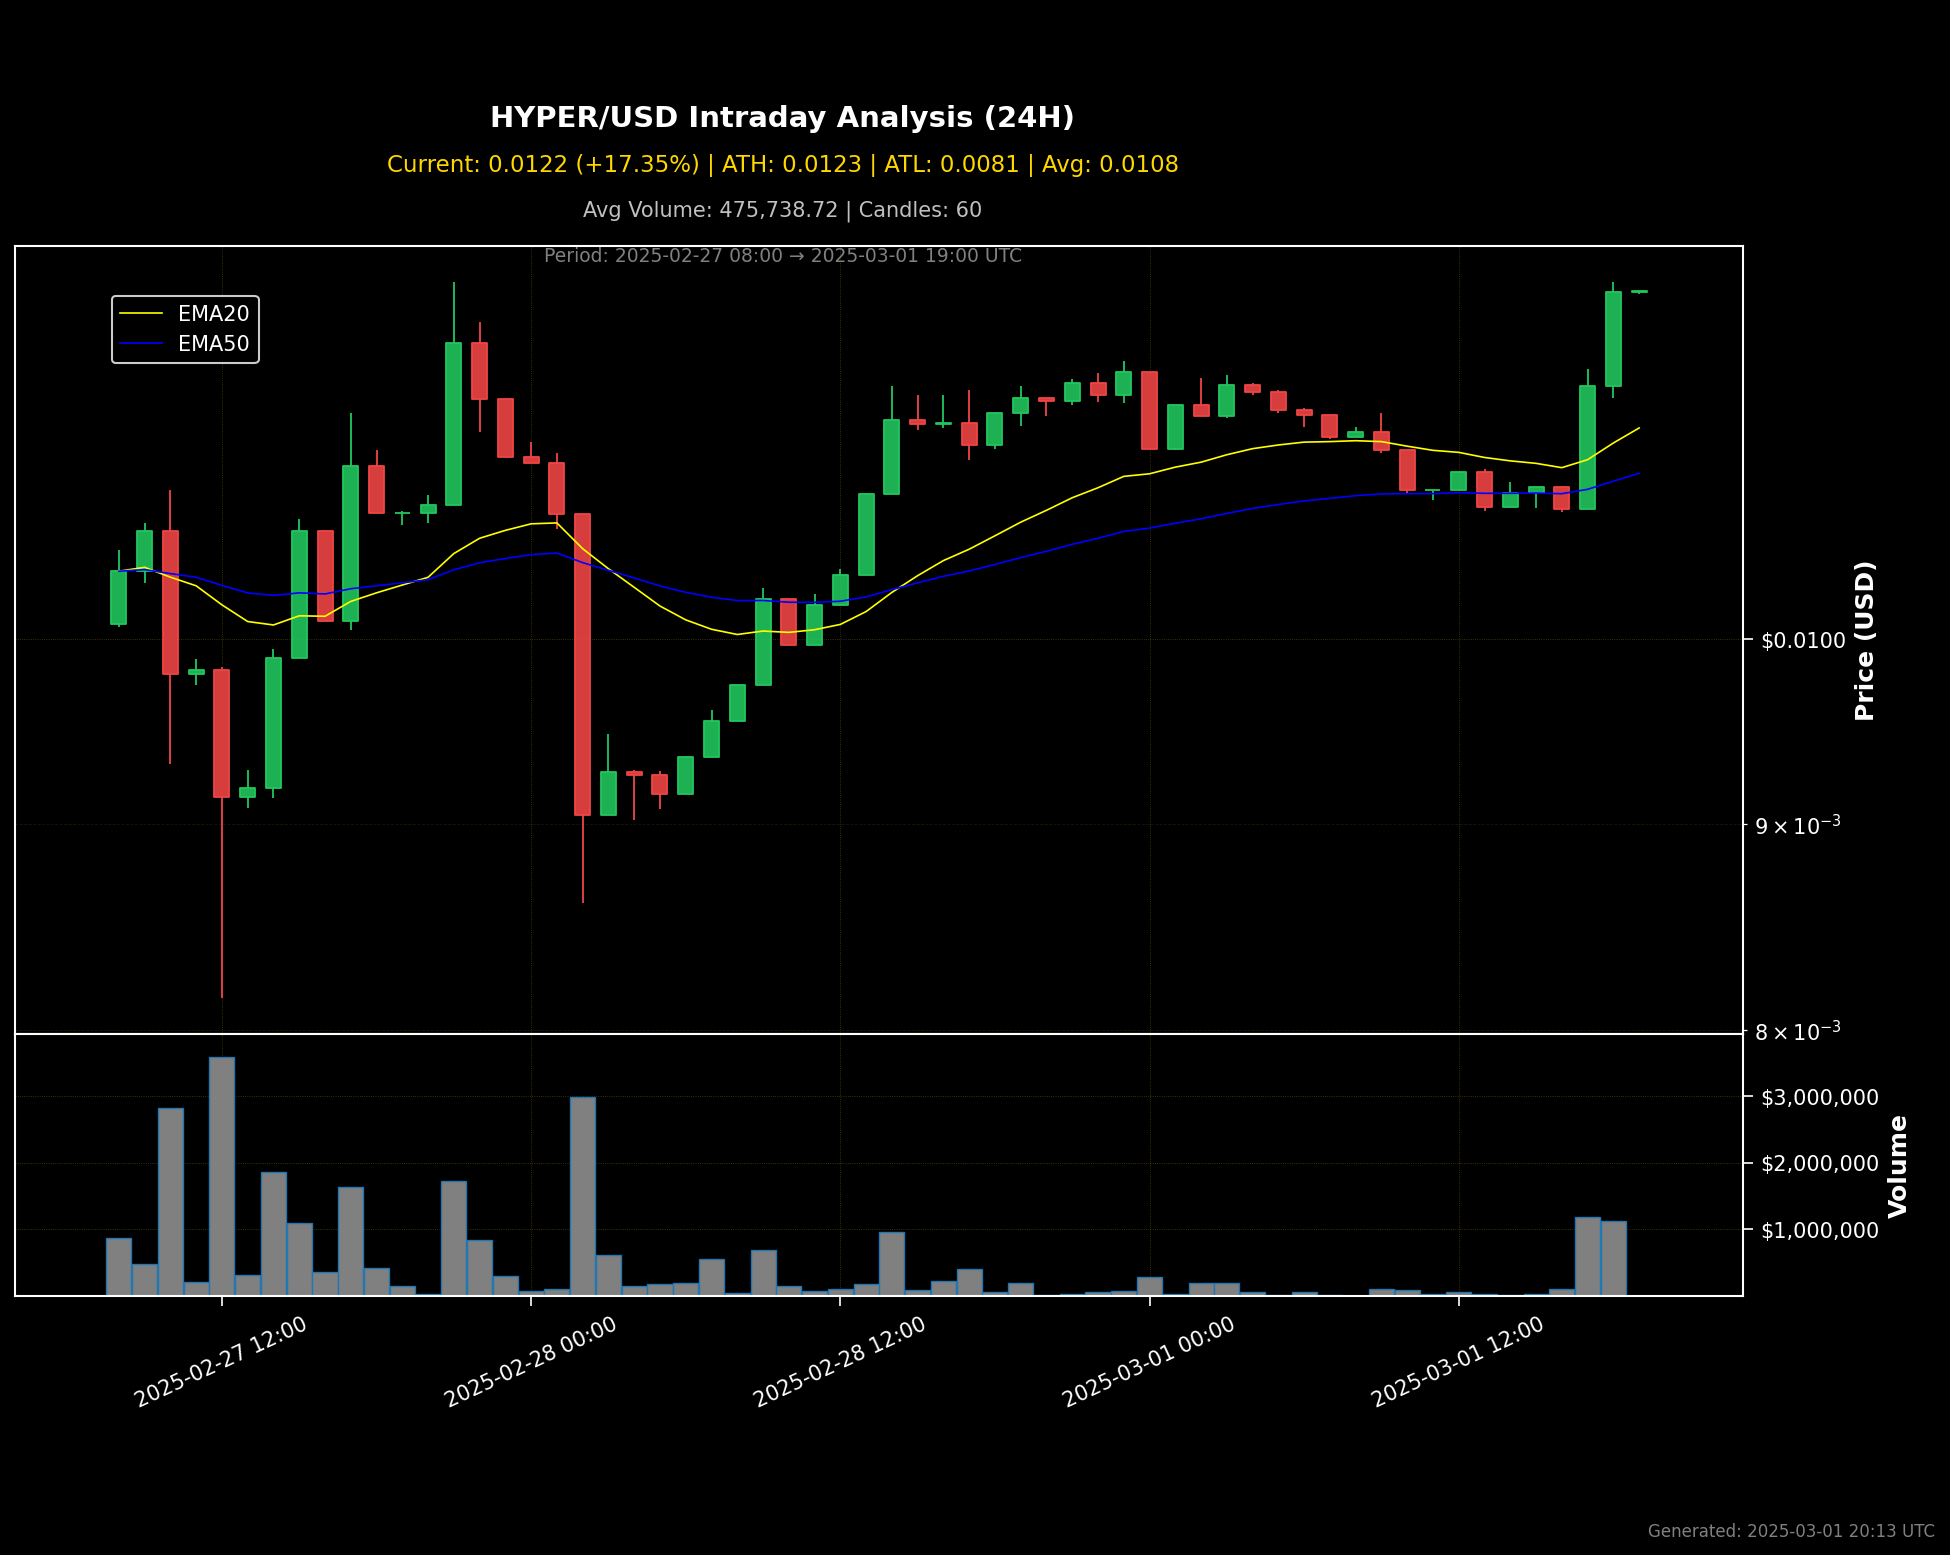 HYPER/USD Intraday Analysis (24H)
Current: 0.0122 (+17.35%) | ATH: 0.0123 | ATL: 0.0081 | Avg: 0.0108
Avg Volume: 475,738.72 | Candles: 60
Period: 2025-02-27 08:00 → 2025-03-01 19:00 UTC
EMA20
EMA50
$0.0100
9 × 10⁻³
8 × 10⁻³
Price (USD)
$3,000,000
$2,000,000
$1,000,000
Volume
2025-02-27 12:00
2025-02-28 00:00
2025-02-28 12:00
2025-03-01 00:00
2025-03-01 12:00
Generated: 2025-03-01 20:13 UTC